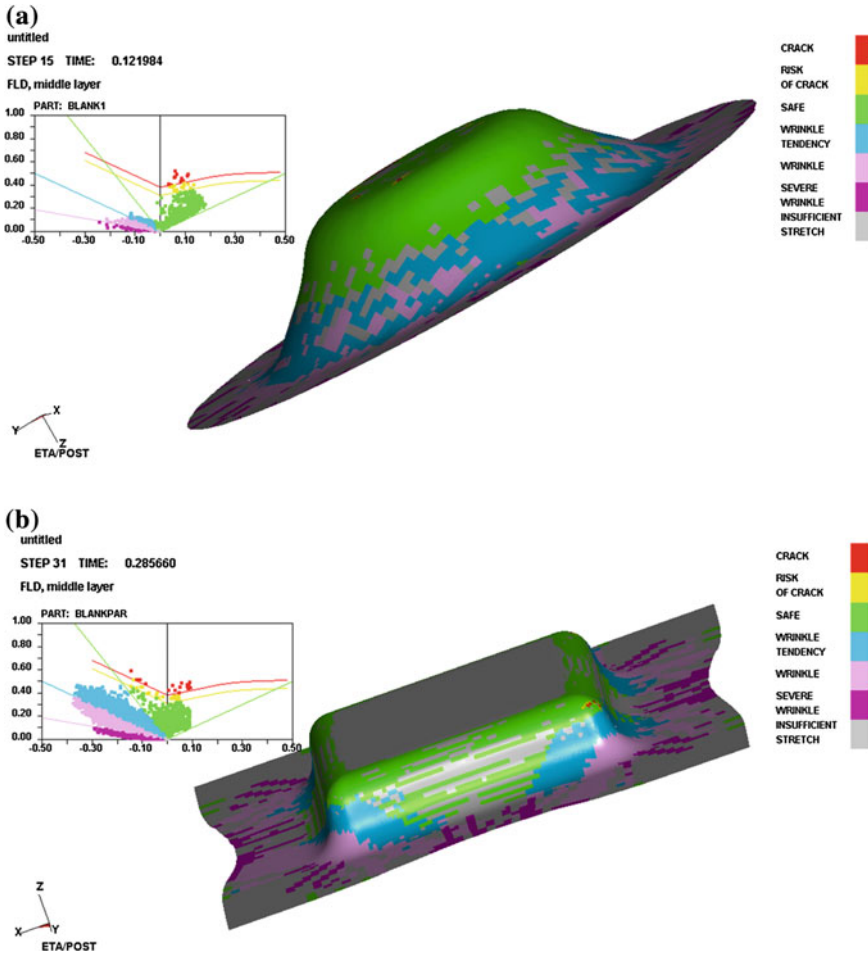 (a)
untitled
STEP 15 TIME: 0.121984
FLD, middle layer
PART: BLANK1
1.00
0.80
0.60
0.40
0.20
0.00
-0.50 -0.30 -0.10 0.10 0.30 0.50
CRACK
RISK
OF CRACK
SAFE
WRINKLE
TENDENCY
WRINKLE
SEVERE
WRINKLE
INSUFFICIENT
STRETCH
X
Y
Z
ETA/POST
(b)
untitled
STEP 31 TIME: 0.285660
FLD, middle layer
PART: BLANKPAR
1.00
0.80
0.60
0.40
0.20
0.00
-0.50 -0.30 -0.10 0.10 0.30 0.50
CRACK
RISK
OF CRACK
SAFE
WRINKLE
TENDENCY
WRINKLE
SEVERE
WRINKLE
INSUFFICIENT
STRETCH
Z
X
Y
ETA/POST